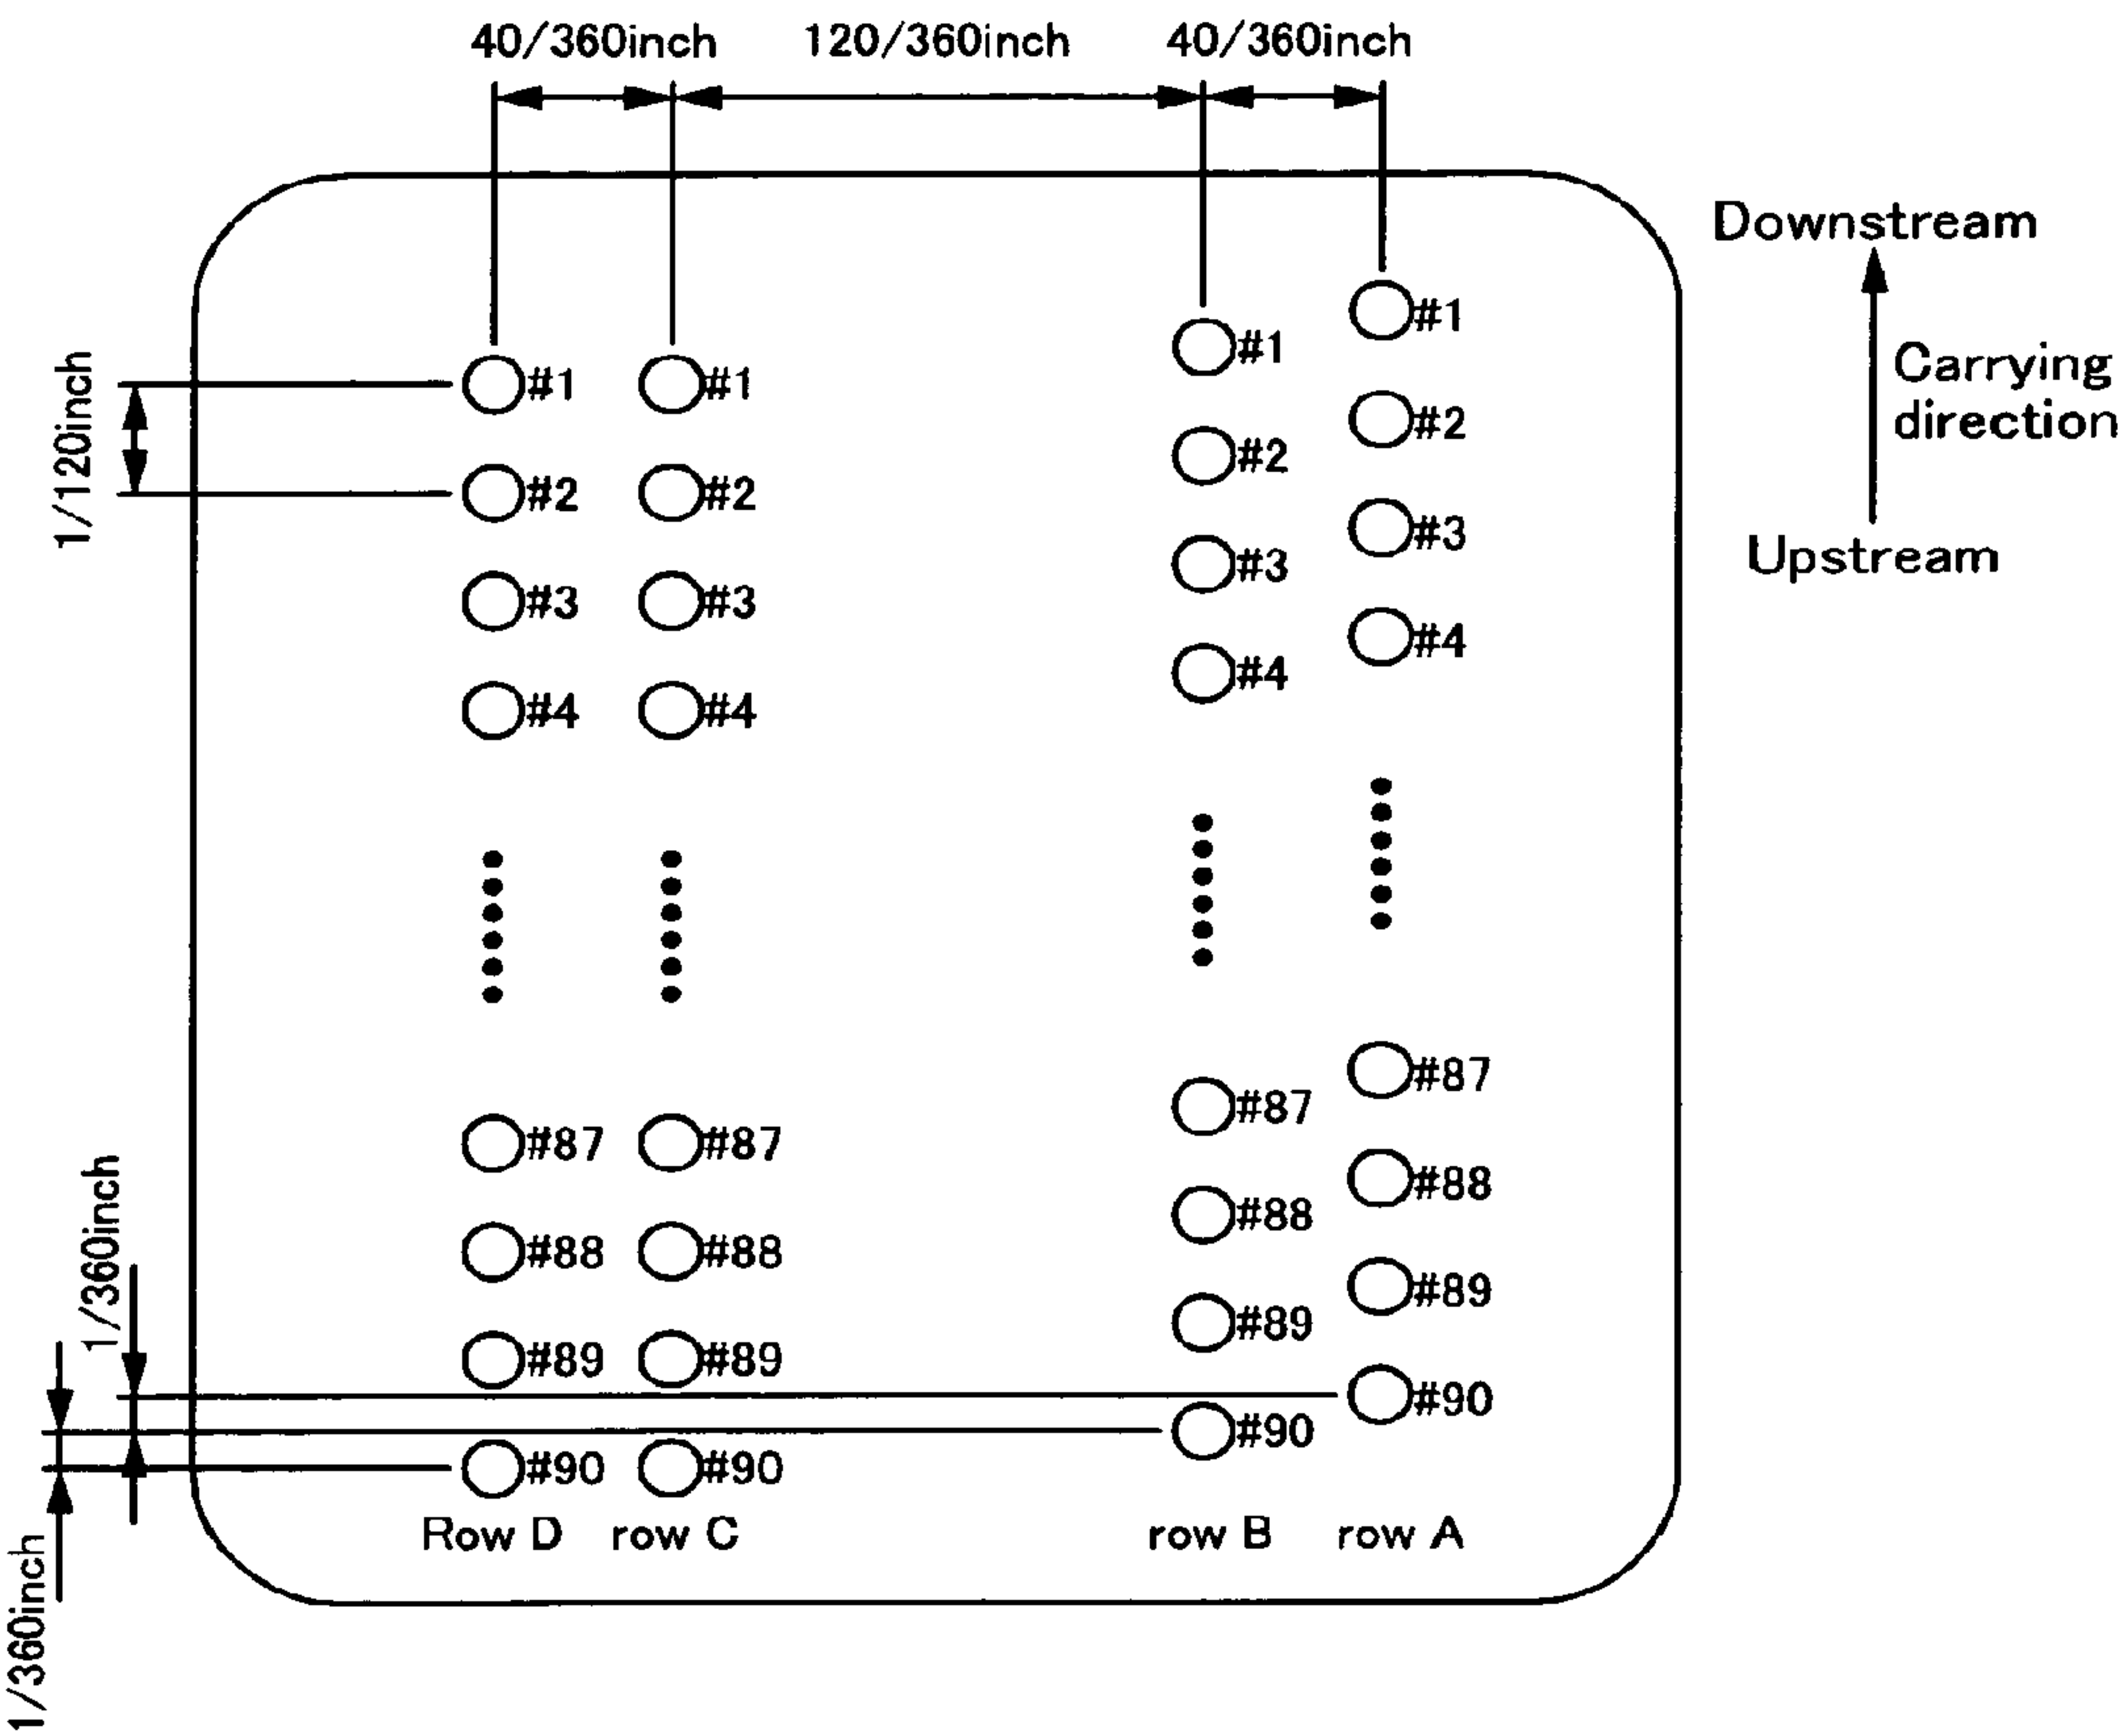 40/360inch 120/360inch 40/360inch
Downstream
Carrying
direction
Upstream
1/120inch
#1 #1 #1 #1
#2 #2 #2 #2
#3 #3 #3 #3
#4 #4 #4 #4
#87 #87 #87 #87
#88 #88 #88 #88
#89 #89 #89 #89
#90 #90 #90 #90
1/360inch
1/360inch
Row D row C row B row A